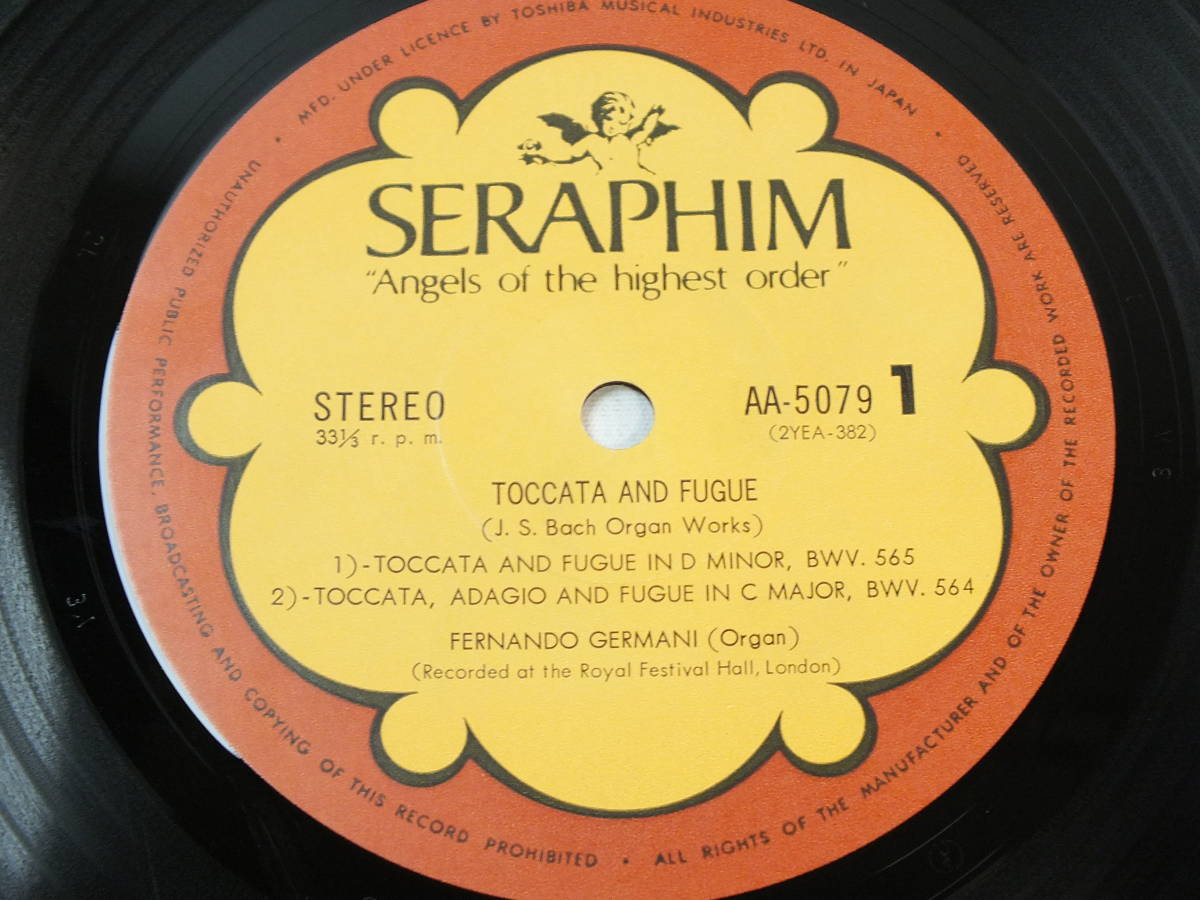 MFD. UNDER LICENCE BY TOSHIBA MUSICAL INDUSTRIES LTD. IN JAPAN
SERAPHIM
"Angels of the highest order"
STEREO
33⅓ r. p. m.
AA-5079 1
(2YEA-382)
TOCCATA AND FUGUE
(J. S. Bach Organ Works)
1)-TOCCATA AND FUGUE IN D MINOR, BWV. 565
2)-TOCCATA, ADAGIO AND FUGUE IN C MAJOR, BWV. 564
FERNANDO GERMANI (Organ)
(Recorded at the Royal Festival Hall, London)
UNAUTHORIZED PUBLIC PERFORMANCE, BROADCASTING AND COPYING OF THIS RECORD PROHIBITED • ALL RIGHTS OF THE MANUFACTURER AND OF THE OWNER OF THE RECORDED WORK ARE RESERVED